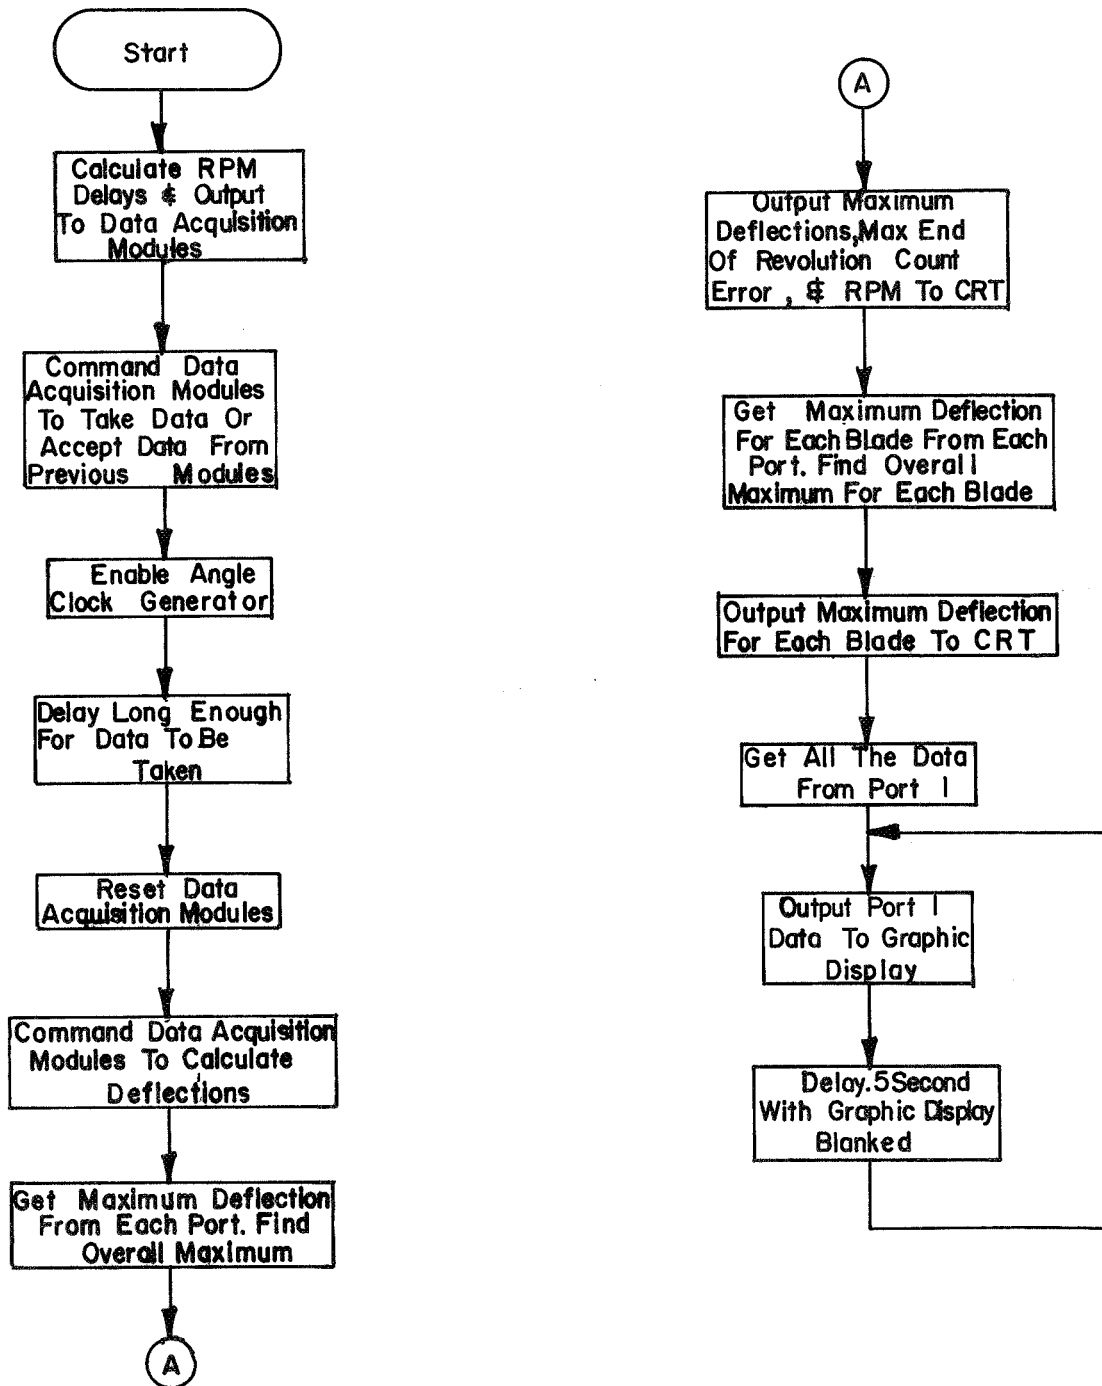 Start
Calculate RPM
Delays & Output
To Data Acquisition
Modules
Command Data
Acquisition Modules
To Take Data Or
Accept Data From
Previous Modules
Enable Angle
Clock Generator
Delay Long Enough
For Data To Be
Taken
Reset Data
Acquisition Modules
Command Data Acquisition
Modules To Calculate
Deflections
Get Maximum Deflection
From Each Port. Find
Overall Maximum
A
A
Output Maximum
Deflections, Max End
Of Revolution Count
Error , & RPM To CRT
Get Maximum Deflection
For Each Blade From Each
Port. Find Overall
Maximum For Each Blade
Output Maximum Deflection
For Each Blade To CRT
Get All The Data
From Port 1
Output Port 1
Data To Graphic
Display
Delay .5 Second
With Graphic Display
Blanked